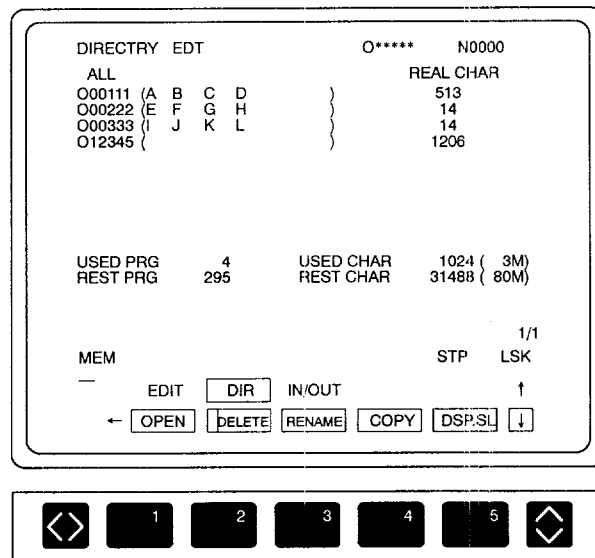 DIRECTRY EDT O***** N0000
ALL REAL CHAR
O00111 (A B C D ) 513
O00222 (E F G H ) 14
O00333 (I J K L ) 14
O12345 ( ) 1206
USED PRG 4 USED CHAR 1024 ( 3M)
REST PRG 295 REST CHAR 31488 ( 80M)
1/1
MEM STP LSK
EDIT DIR IN/OUT ↑
← OPEN DELETE RENAME COPY DSP.SL ↓
1 2 3 4 5